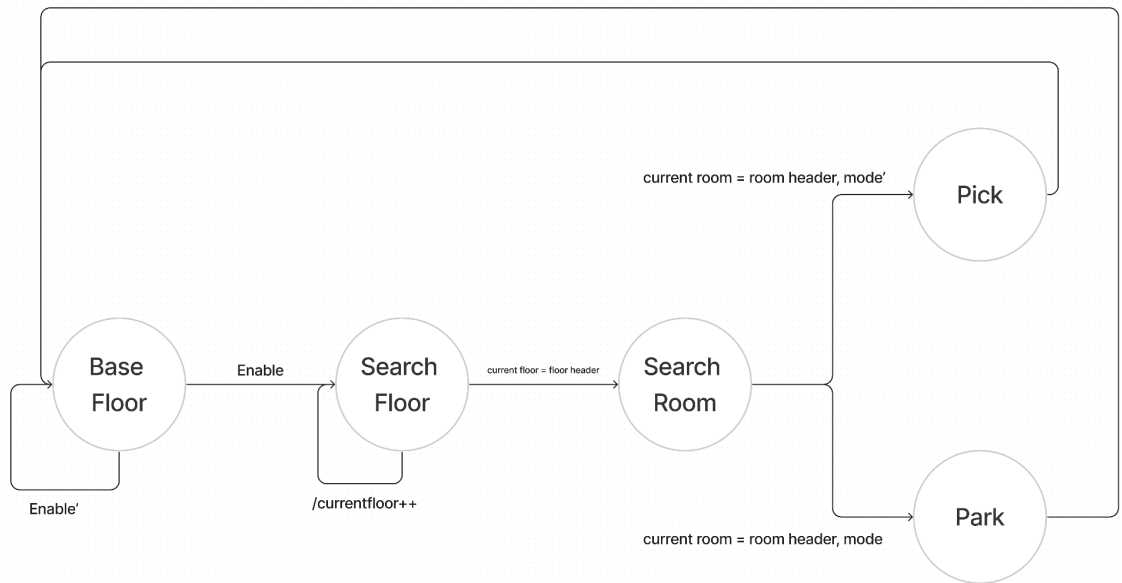 current room = room header, mode’
Pick
Base
Floor
Enable
Search
Floor
current floor = floor header
Search
Room
Enable’
/currentfloor++
Park
current room = room header, mode